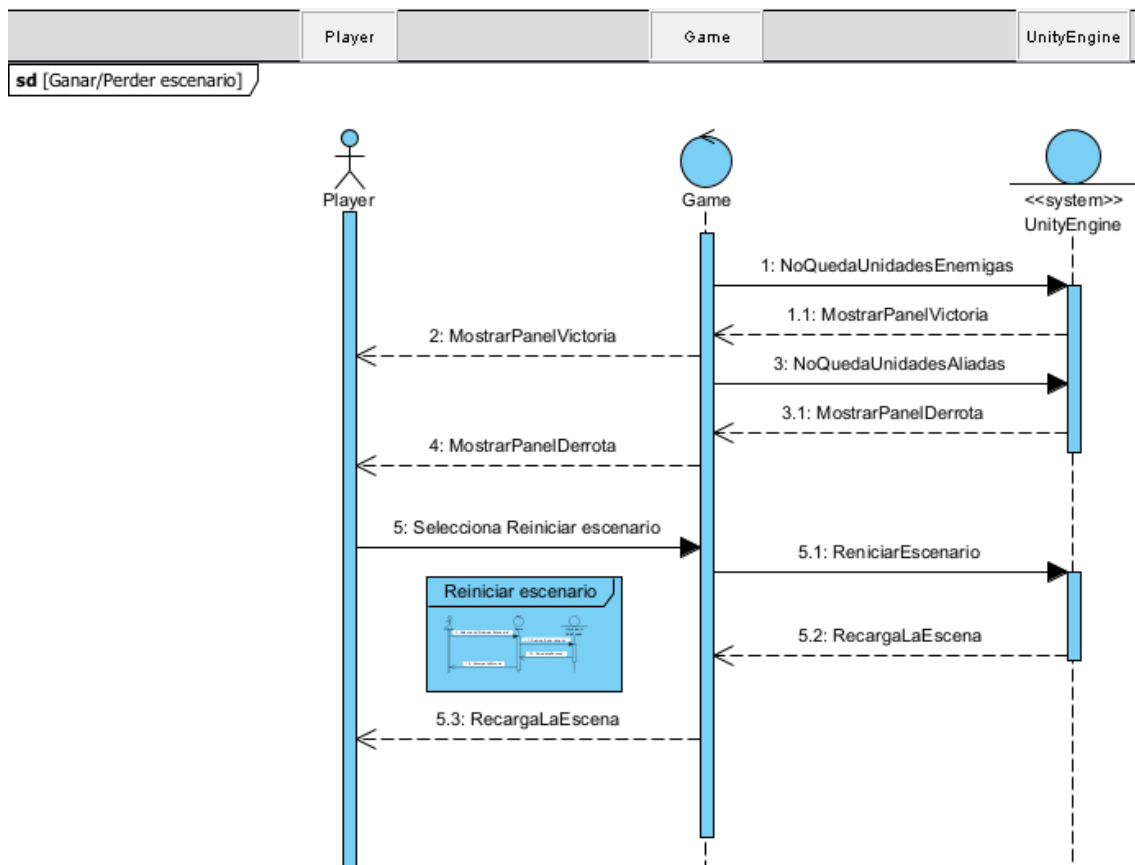 Player
Game
UnityEngine
sd [Ganar/Perder escenario]
Player
Game
<<system>>
UnityEngine
1: NoQuedaUnidadesEnemigas
1.1: MostrarPanelVictoria
2: MostrarPanelVictoria
3: NoQuedaUnidadesAliadas
3.1: MostrarPanelDerrota
4: MostrarPanelDerrota
5: Selecciona Reiniciar escenario
5.1: ReniciarEscenario
Reiniciar escenario
5.2: RecargaLaEscena
5.3: RecargaLaEscena